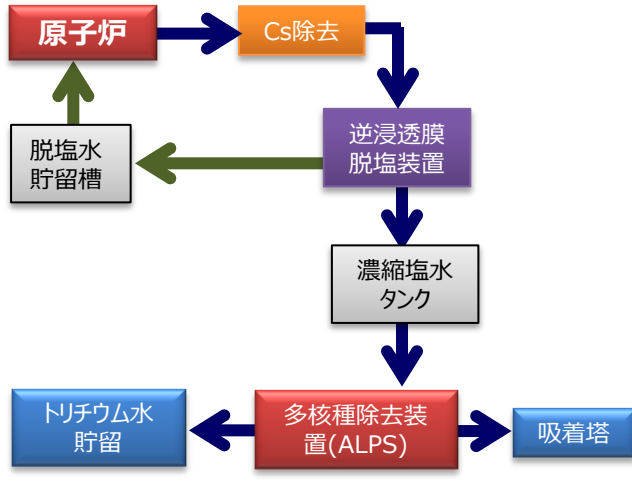 原子炉
Cs除去
脱塩水
貯留槽
逆浸透膜
脱塩装置
濃縮塩水
タンク
トリチウム水
貯留
多核種除去装
置(ALPS)
吸着塔